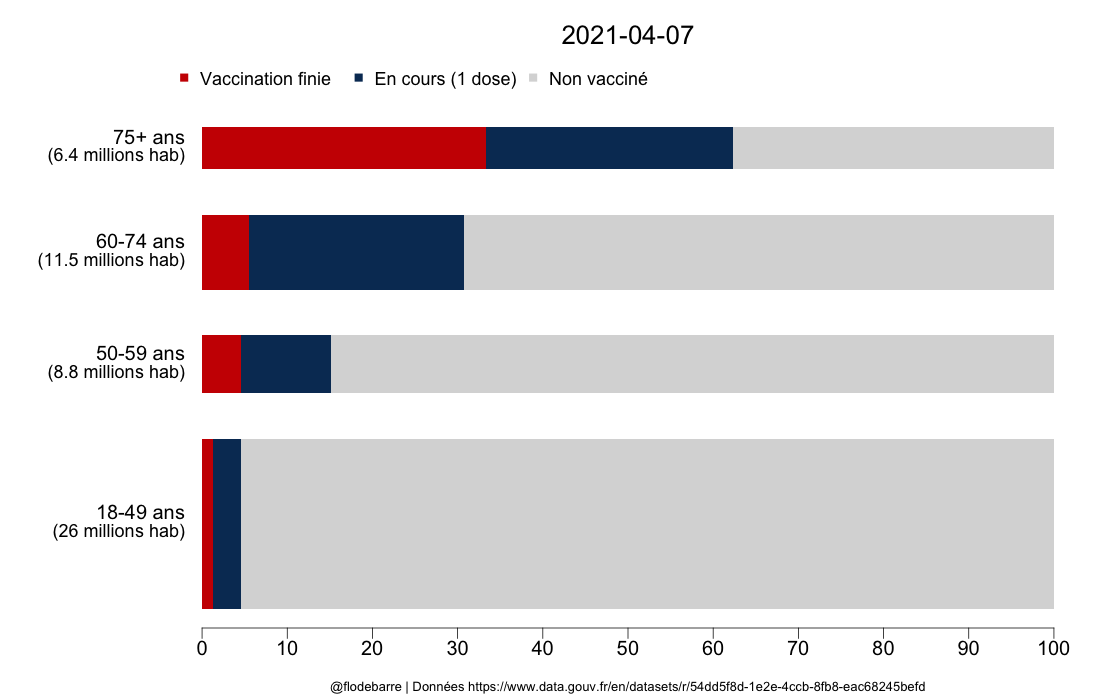 2021-04-07
Vaccination finie En cours (1 dose) Non vacciné
75+ ans
(6.4 millions hab)
60-74 ans
(11.5 millions hab)
50-59 ans
(8.8 millions hab)
18-49 ans
(26 millions hab)
0 10 20 30 40 50 60 70 80 90 100
@flodebarre | Données https://www.data.gouv.fr/en/datasets/r/54dd5f8d-1e2e-4ccb-8fb8-eac68245befd